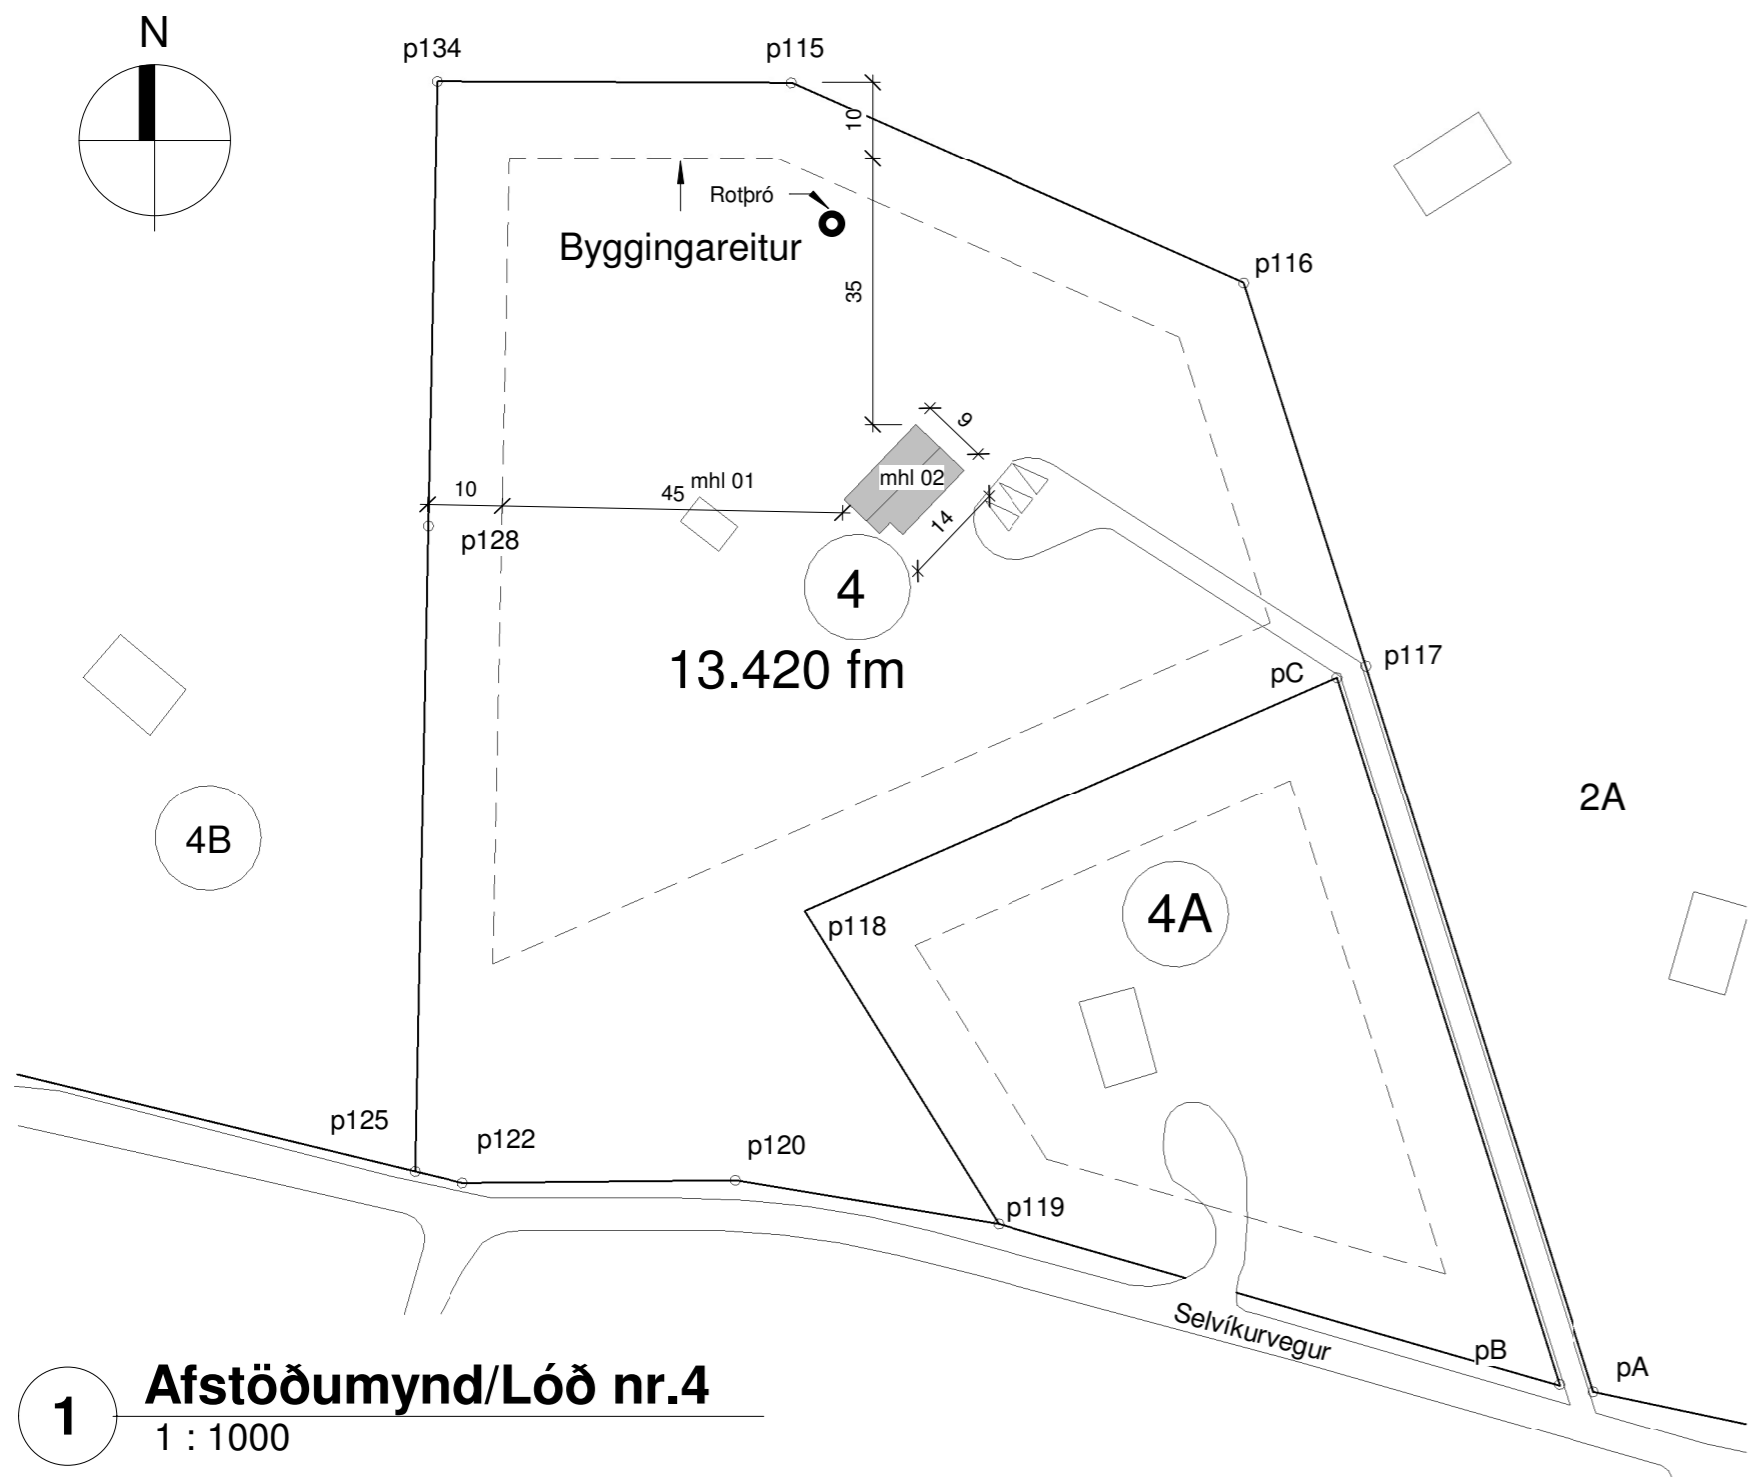 N
p134
p115
10
Rotþró
Byggingareitur
35
p116
9
mhl 02
mhl 01
10
45
14
p128
4
13.420 fm
p117
pC
2A
4B
4A
p118
p125
p122
p120
p119
Selvíkurvegur
pB
pA
1
Afstöðumynd/Lóð nr.4
1 : 1000